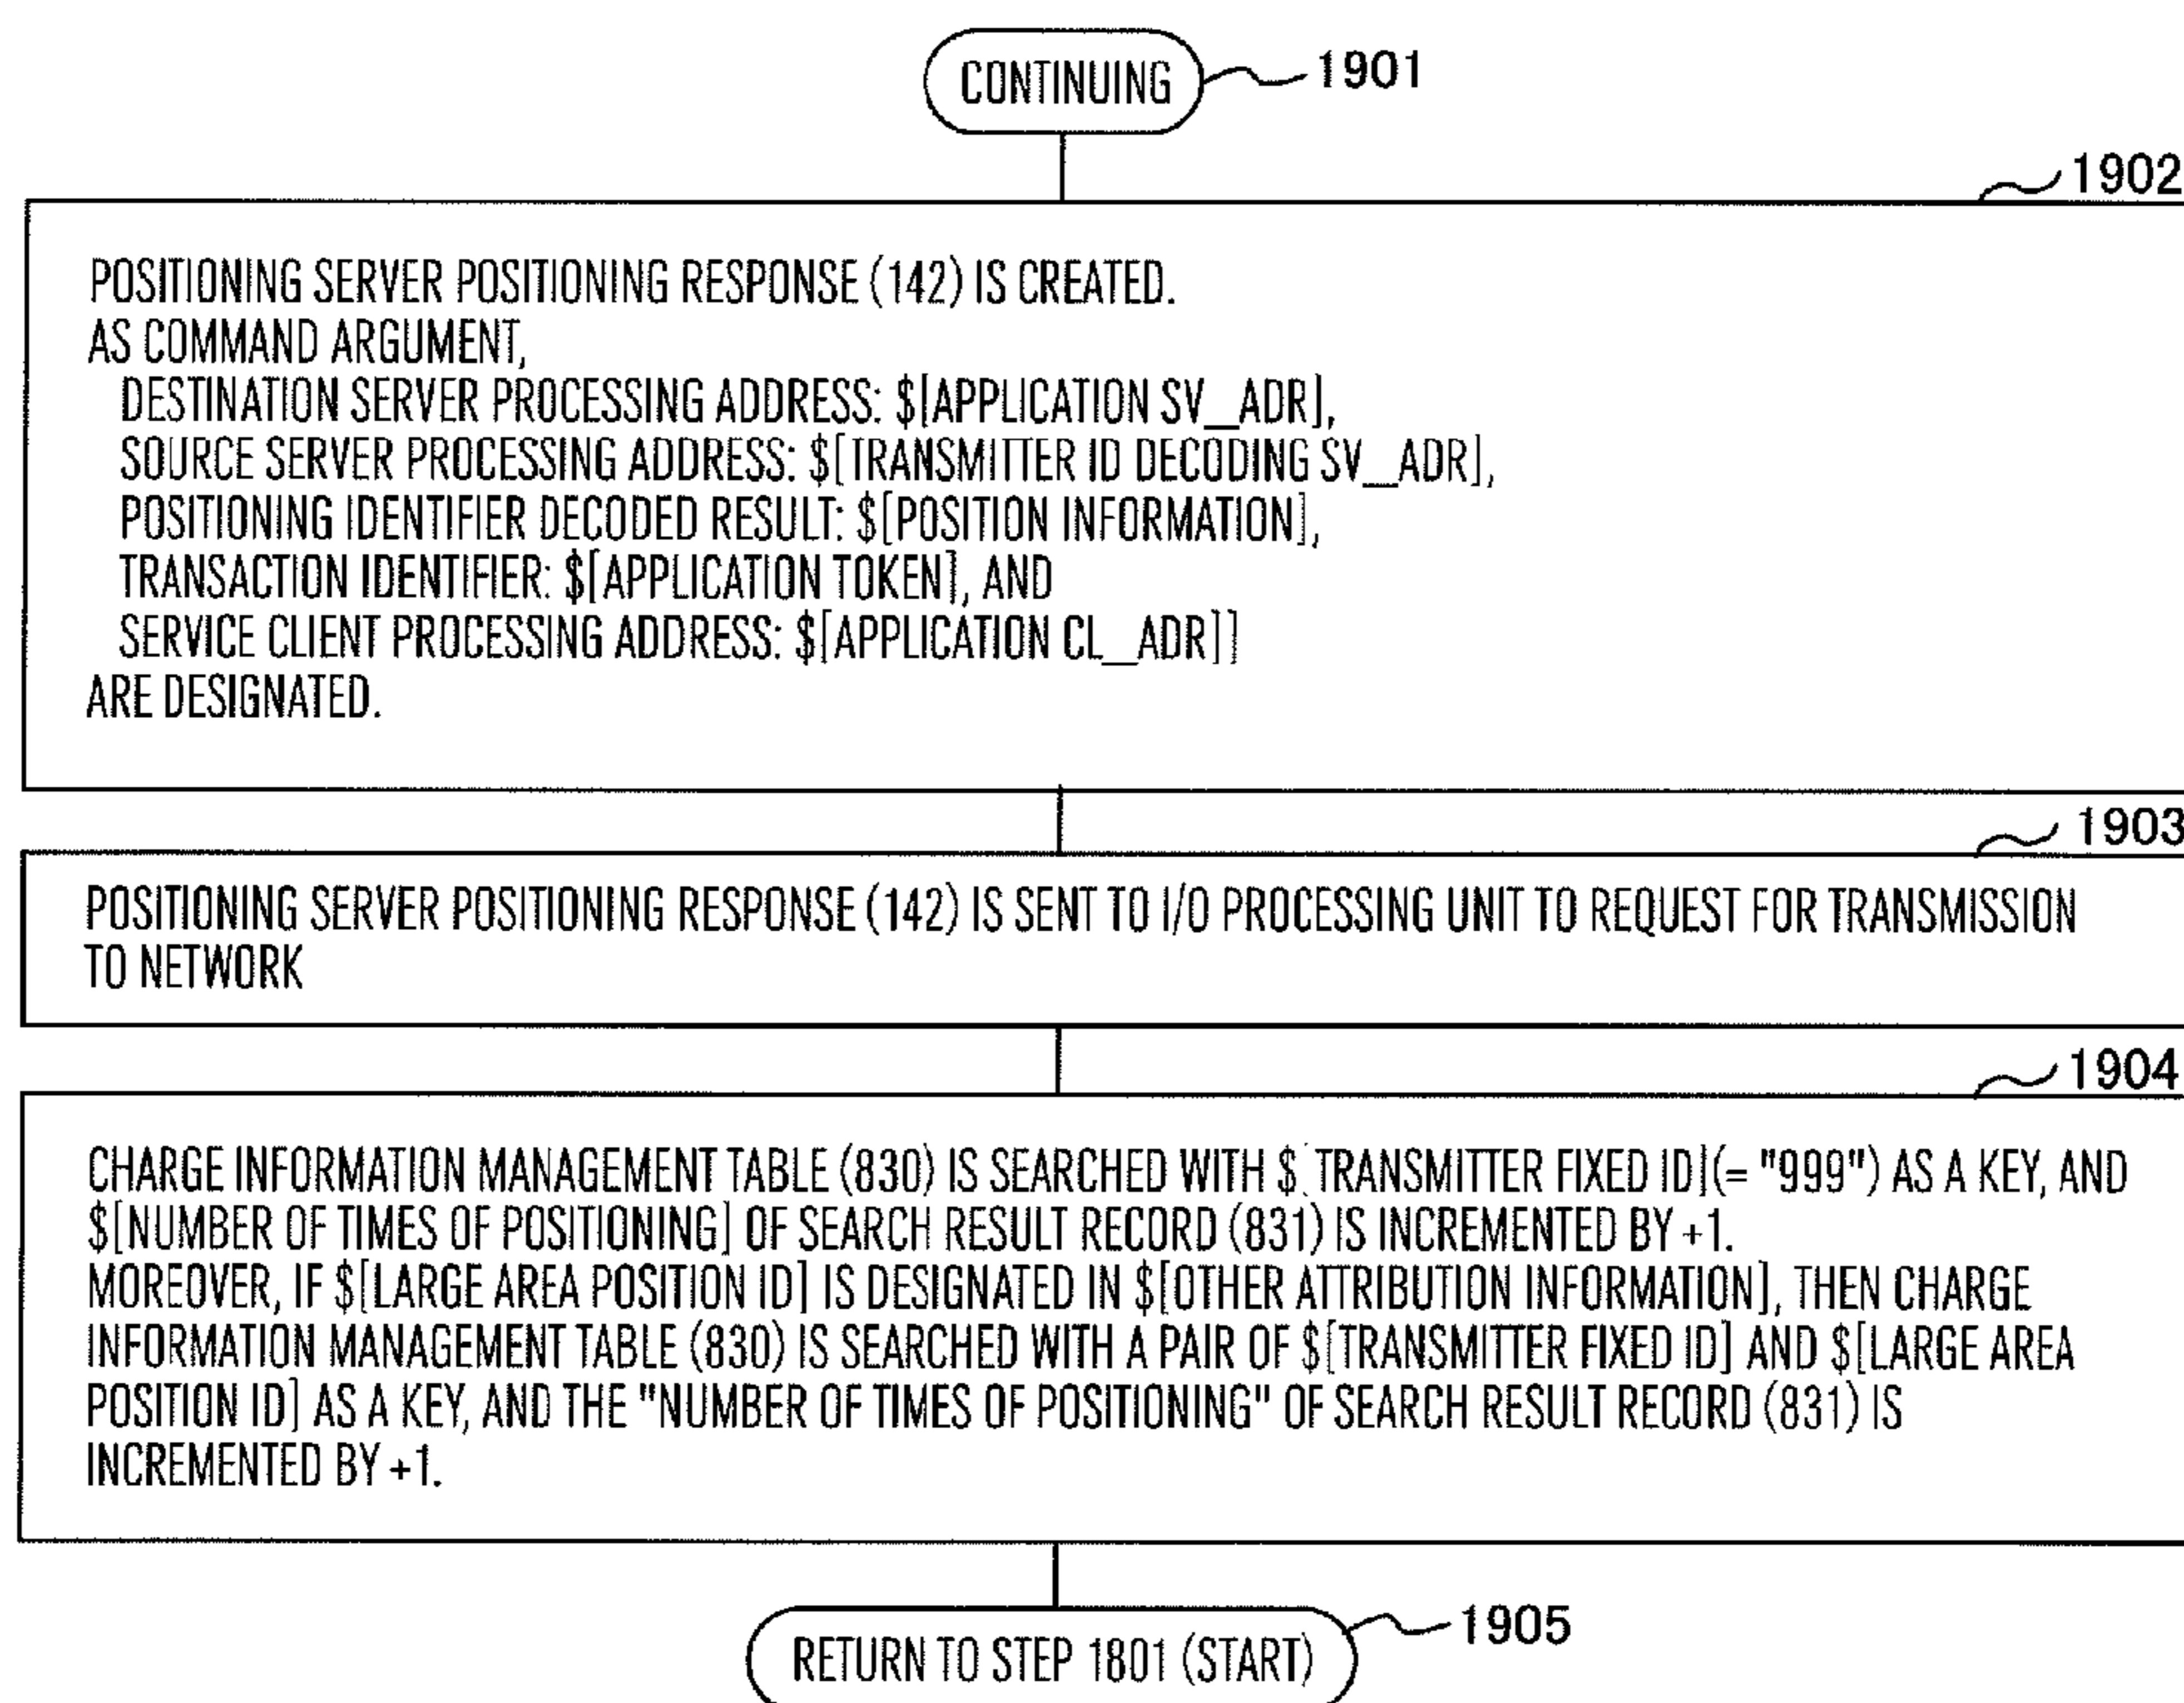 CONTINUING
1901
1902
POSITIONING SERVER POSITIONING RESPONSE (142) IS CREATED.
AS COMMAND ARGUMENT,
DESTINATION SERVER PROCESSING ADDRESS: $[APPLICATION SV__ADR],
SOURCE SERVER PROCESSING ADDRESS: $[TRANSMITTER ID DECODING SV__ADR],
POSITIONING IDENTIFIER DECODED RESULT: $[POSITION INFORMATION],
TRANSACTION IDENTIFIER: $[APPLICATION TOKEN], AND
SERVICE CLIENT PROCESSING ADDRESS: $[APPLICATION CL__ADR]]
ARE DESIGNATED.
1903
POSITIONING SERVER POSITIONING RESPONSE (142) IS SENT TO I/O PROCESSING UNIT TO REQUEST FOR TRANSMISSION
TO NETWORK
1904
CHARGE INFORMATION MANAGEMENT TABLE (830) IS SEARCHED WITH $[TRANSMITTER FIXED ID](= "999") AS A KEY, AND
$[NUMBER OF TIMES OF POSITIONING] OF SEARCH RESULT RECORD (831) IS INCREMENTED BY +1.
MOREOVER, IF $[LARGE AREA POSITION ID] IS DESIGNATED IN $[OTHER ATTRIBUTION INFORMATION], THEN CHARGE
INFORMATION MANAGEMENT TABLE (830) IS SEARCHED WITH A PAIR OF $[TRANSMITTER FIXED ID] AND $[LARGE AREA
POSITION ID] AS A KEY, AND THE "NUMBER OF TIMES OF POSITIONING" OF SEARCH RESULT RECORD (831) IS
INCREMENTED BY +1.
RETURN TO STEP 1801 (START)
1905